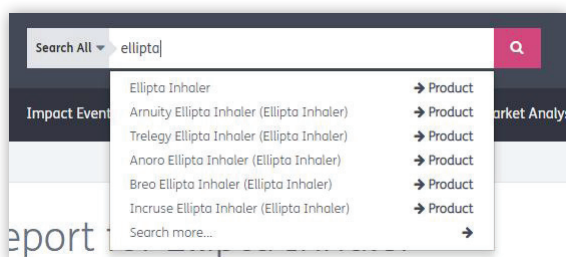 Search All ellipta
Ellipta Inhaler → Product
Impact Event
Arnuity Ellipta Inhaler (Ellipta Inhaler) → Product
Trelegy Ellipta Inhaler (Ellipta Inhaler) → Product
Anoro Ellipta Inhaler (Ellipta Inhaler) → Product
Breo Ellipta Inhaler (Ellipta Inhaler) → Product
Incruse Ellipta Inhaler (Ellipta Inhaler) → Product
Search more... →
arket Analys
eport